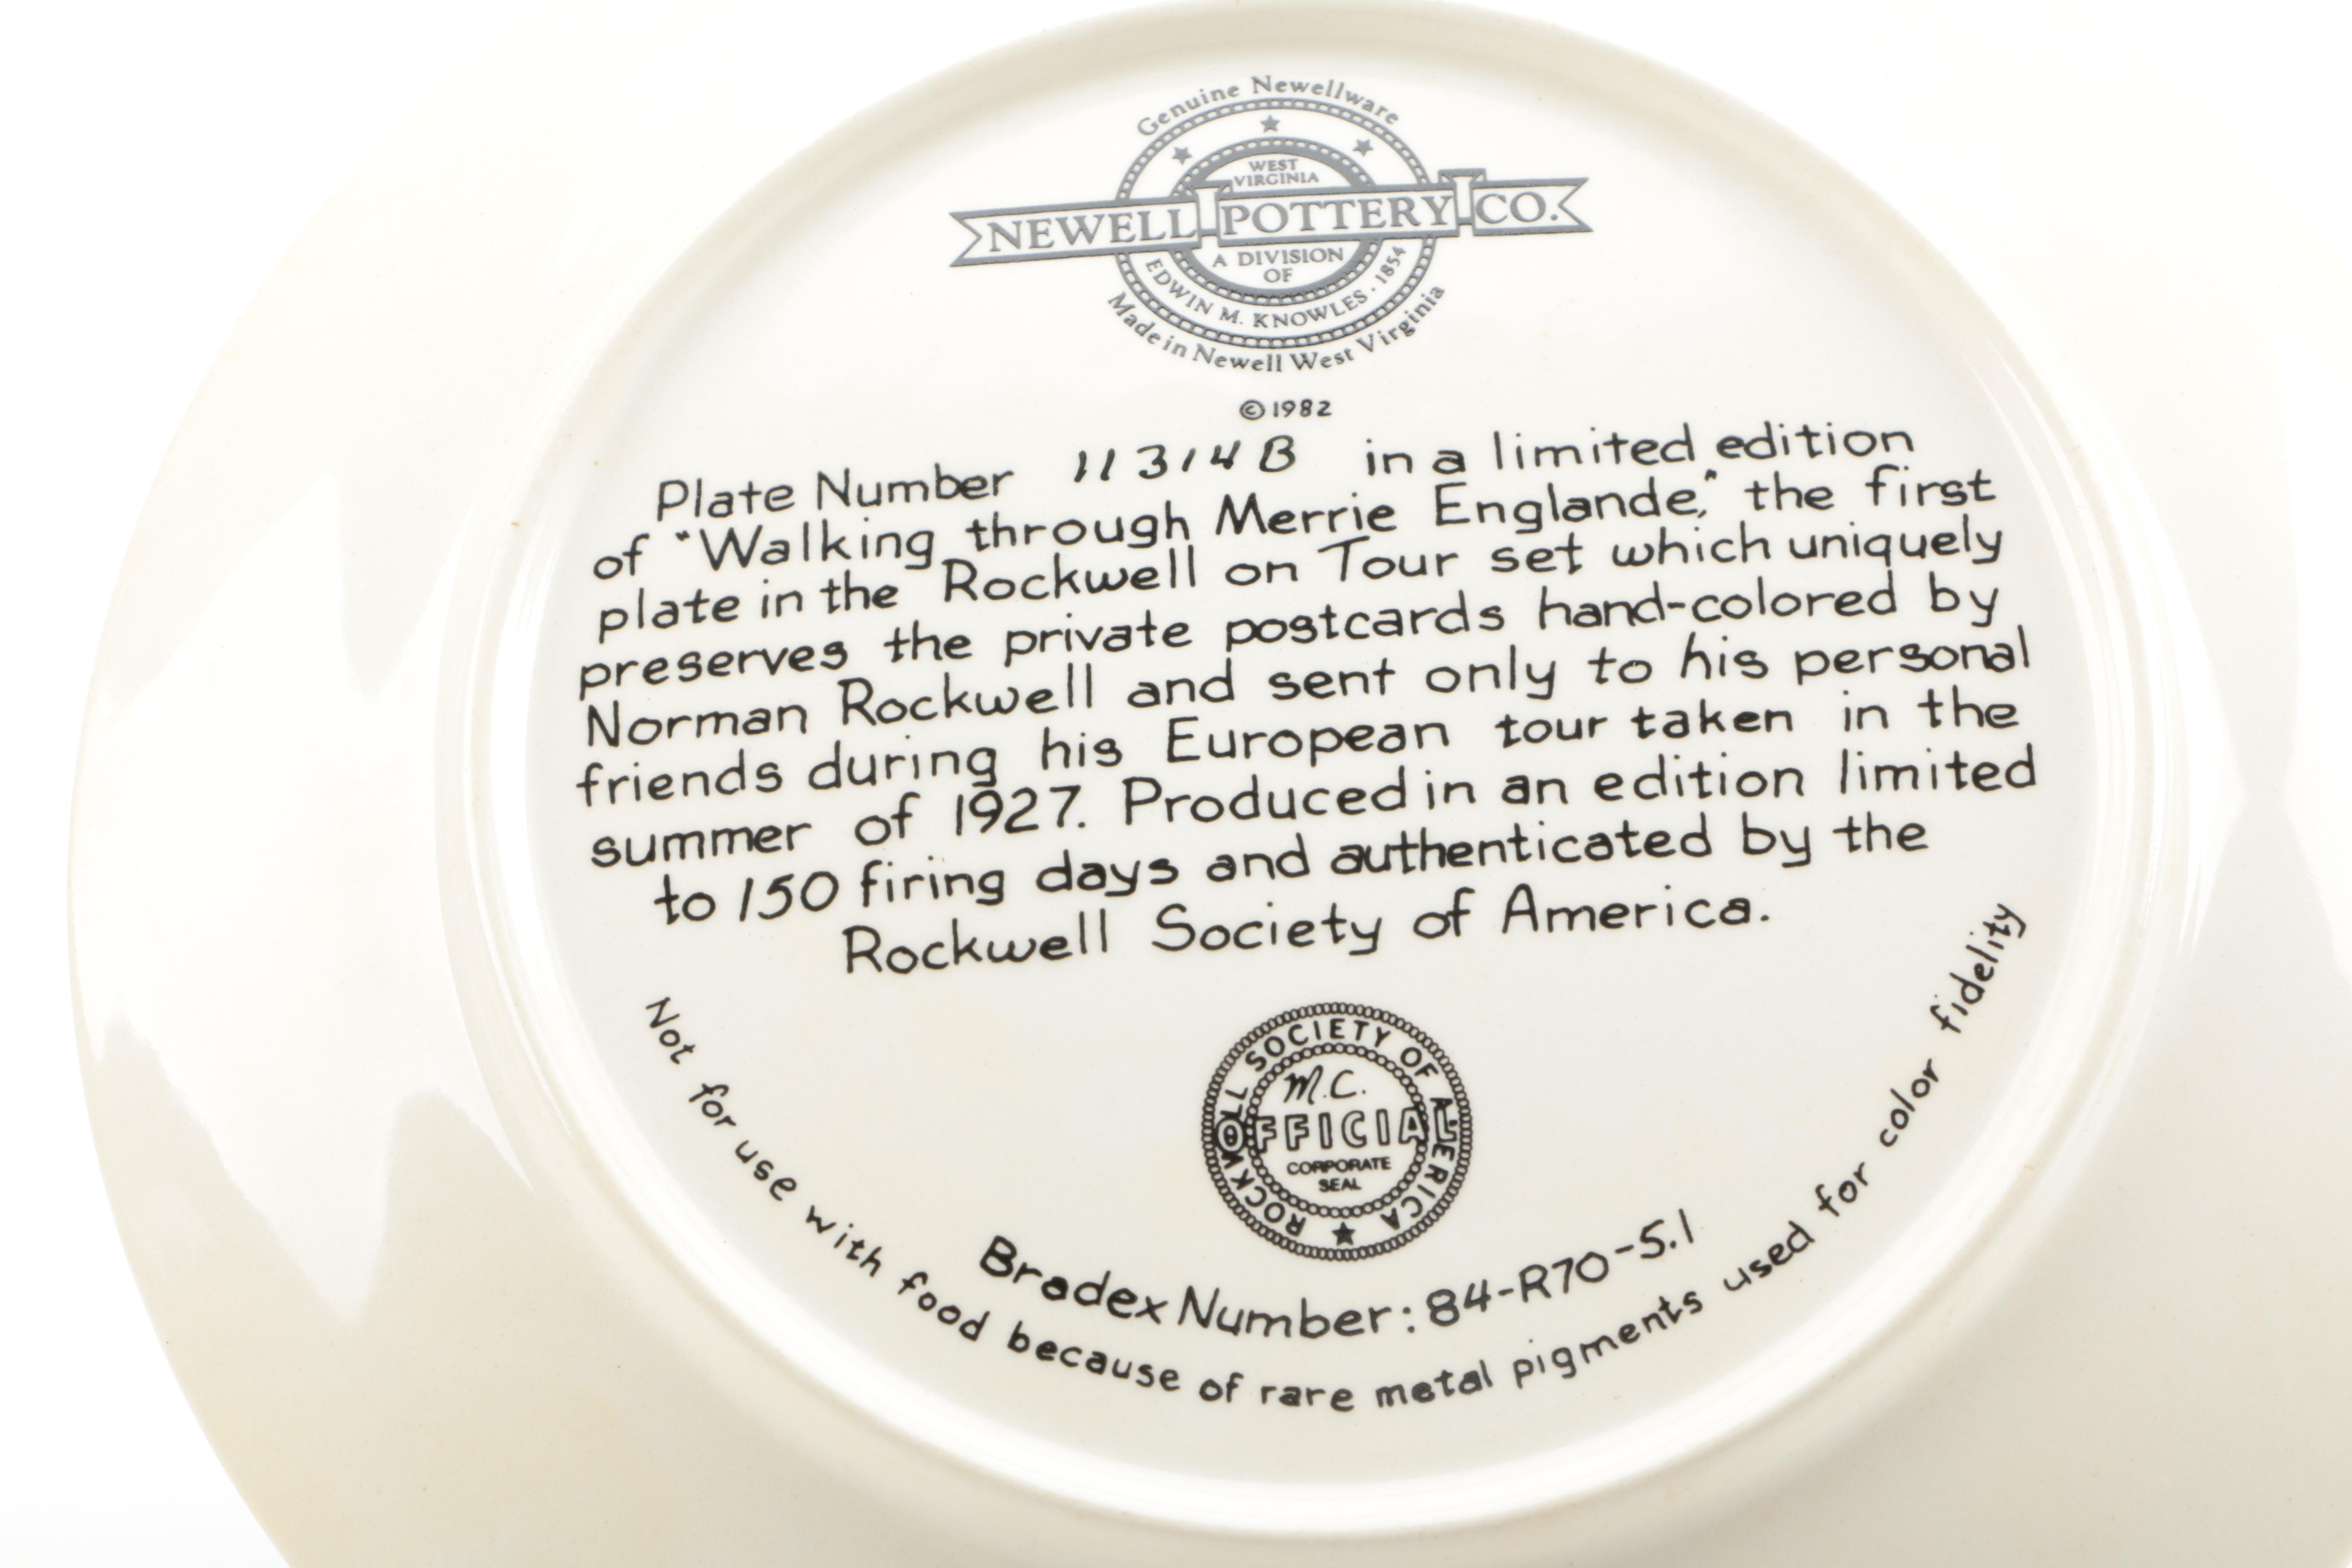 Genuine Newellware
WEST
VIRGINIA
NEWELL POTTERY CO.
A DIVISION
OF
EDWIN M. KNOWLES · 1854
Made in Newell West Virginia
© 1982
Plate Number 11314B in a limited edition
of "Walking through Merrie Englande," the first
plate in the Rockwell on Tour set which uniquely
preserves the private postcards hand-colored by
Norman Rockwell and sent only to his personal
friends during his European tour taken in the
summer of 1927. Produced in an edition limited
to 150 firing days and authenticated by the
Rockwell Society of America.
ROCKWELL SOCIETY OF AMERICA
M.C.
OFFICIAL
CORPORATE
SEAL
Bradex Number: 84-R70-5.1
Not for use with food because of rare metal pigments used for color fidelity